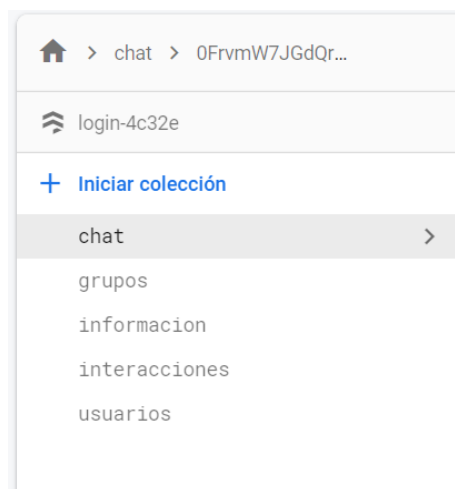 chat > 0FrvmW7JGdQr...
login-4c32e
+ Iniciar colección
chat >
grupos
informacion
interacciones
usuarios